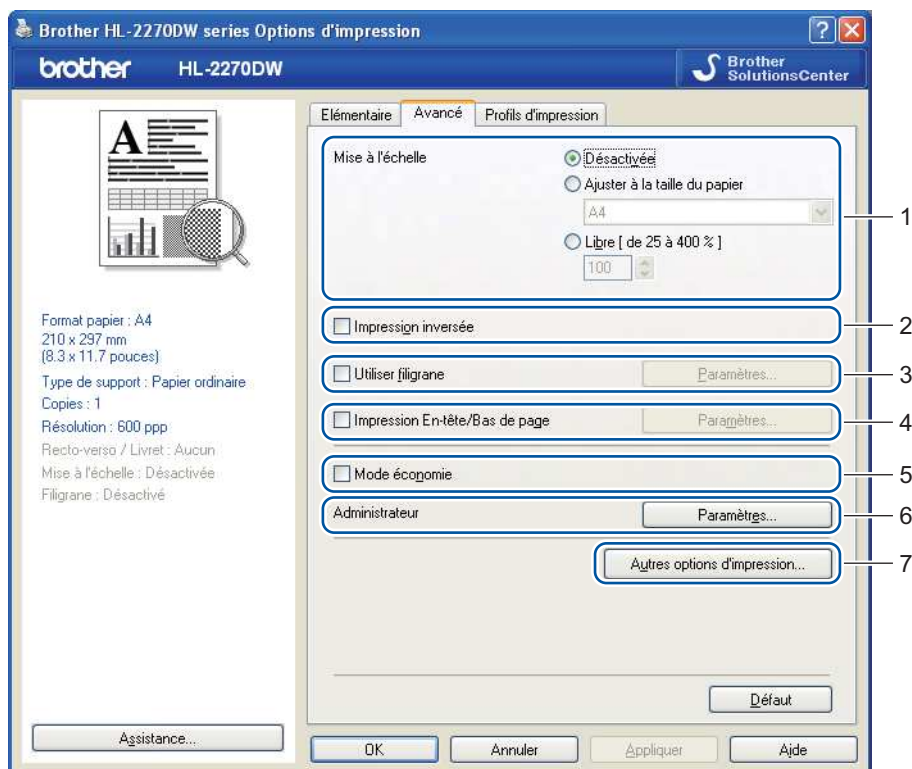 Brother HL-2270DW series Options d'impression
brother HL-2270DW
Brother
SolutionsCenter
A
Format papier : A4
210 x 297 mm
(8.3 x 11.7 pouces)
Type de support : Papier ordinaire
Copies : 1
Résolution : 600 ppp
Recto-verso / Livret : Aucun
Mise à l'échelle : Désactivée
Filigrane : Désactivé
Assistance...
Elémentaire Avancé Profils d'impression
Mise à l'échelle
Désactivée
Ajuster à la taille du papier
A4
Libre [ de 25 à 400 % ]
100
1
Impression inversée
2
Utiliser filigrane Paramètres...
3
Impression En-tête/Bas de page Paramètres...
4
Mode économie
5
Administrateur Paramètres...
6
Autres options d'impression...
7
Défaut
OK Annuler Appliquer Aide